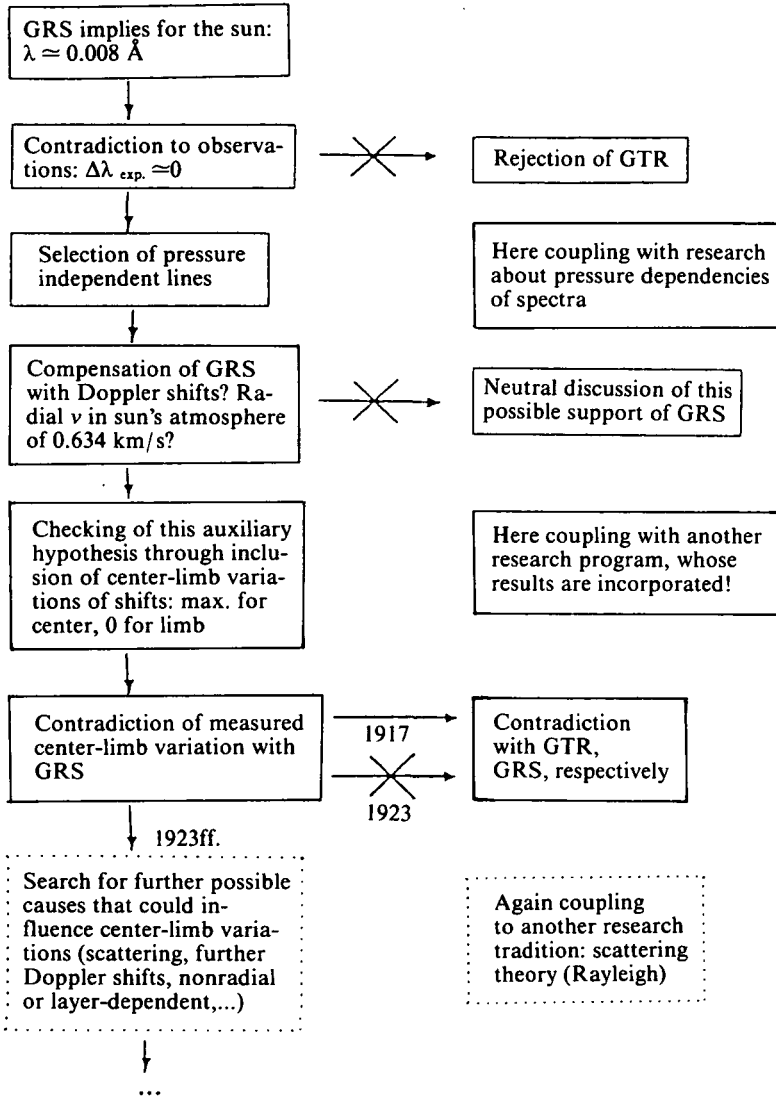 GRS implies for the sun:
λ ≃ 0.008 Å
Contradiction to observa-
tions: Δλ exp. ≃0
Rejection of GTR
Selection of pressure
independent lines
Here coupling with research
about pressure dependencies
of spectra
Compensation of GRS
with Doppler shifts? Ra-
dial v in sun's atmosphere
of 0.634 km/s?
Neutral discussion of this
possible support of GRS
Checking of this auxiliary
hypothesis through inclu-
sion of center-limb varia-
tions of shifts: max. for
center, 0 for limb
Here coupling with another
research program, whose
results are incorporated!
Contradiction of measured
center-limb variation with
GRS
1917
1923
Contradiction
with GTR,
GRS, respectively
1923ff.
Search for further possible
causes that could in-
fluence center-limb varia-
tions (scattering, further
Doppler shifts, nonradial
or layer-dependent,...)
Again coupling
to another research
tradition: scattering
theory (Rayleigh)
...